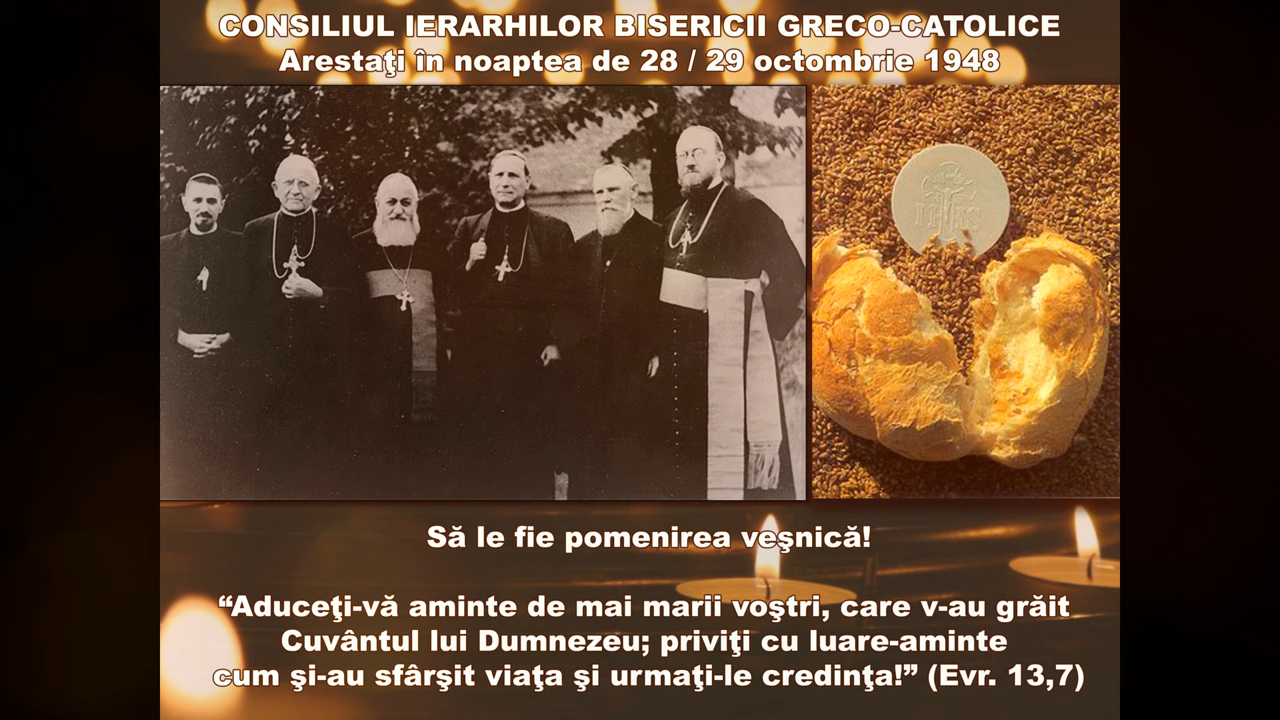 CONSILIUL IERARHILOR BISERICII GRECO-CATOLICE
Arestaţi în noaptea de 28 / 29 octombrie 1948
IHS
Să le fie pomenirea veşnică!
“Aduceţi-vă aminte de mai marii voştri, care v-au grăit
Cuvântul lui Dumnezeu; priviţi cu luare-aminte
cum şi-au sfârşit viaţa şi urmaţi-le credinţa!” (Evr. 13,7)